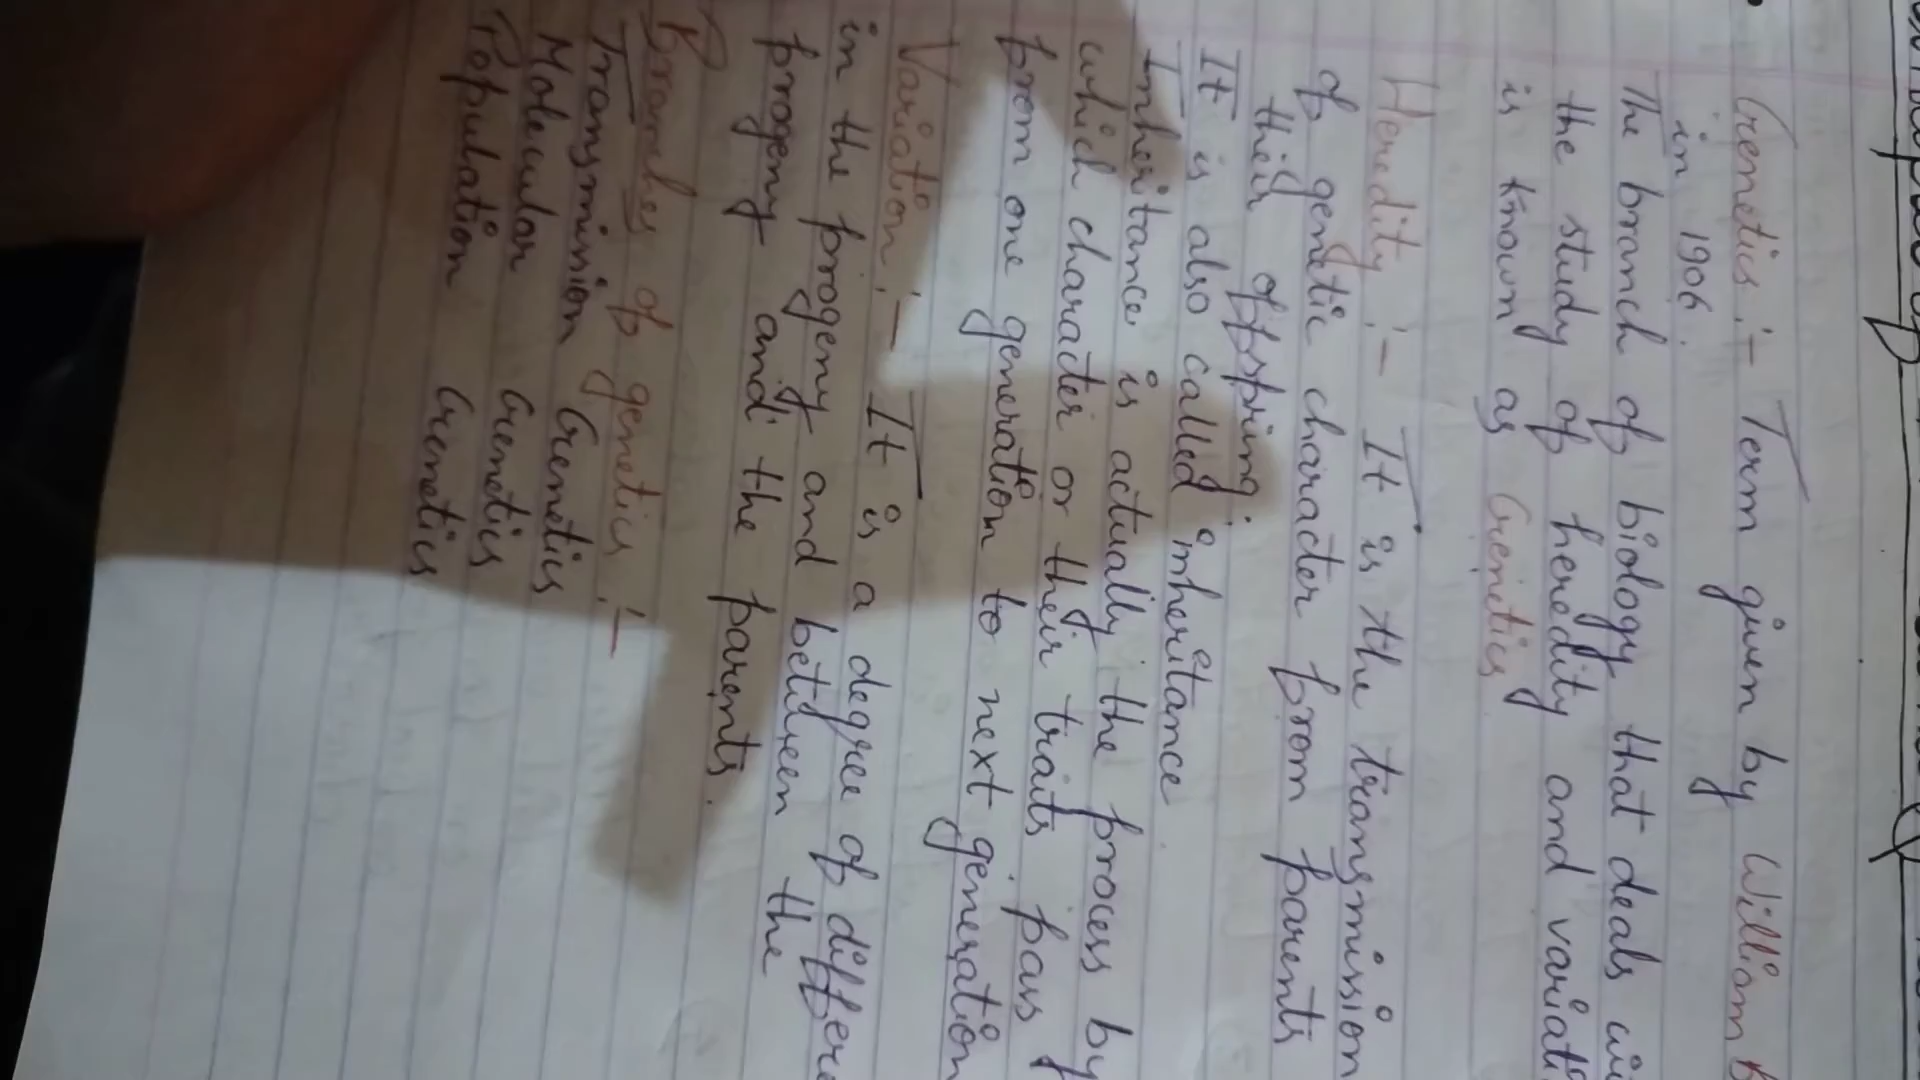 Genetics :- Term given by William
in 1906.
The branch of biology that deals
the study of heredity and
is known as Genetics
Heredity :- It is the transmission
of genetic character from parents
their offspring.
It is also called inheritance
Inheritance is actually the process by
which character or their traits pass
from one generation to next generation
Variation :- It is a degree of
in the progeny and between the
progeny and the parents.
Branches of genetics :-
Transmission Genetics
Molecular Genetics
Population Genetics